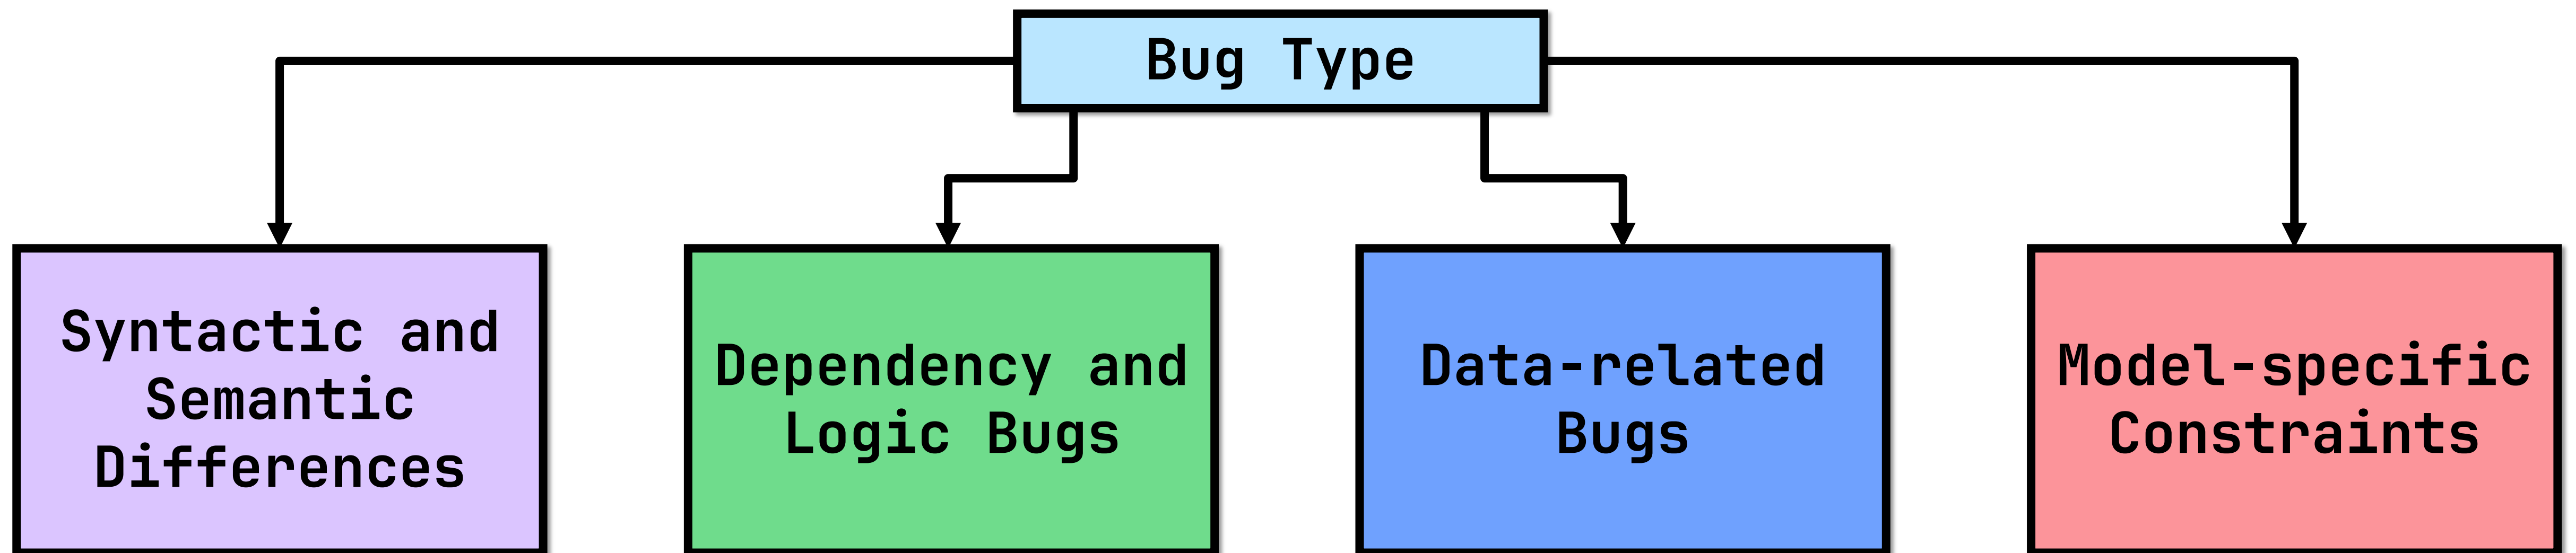 Bug Type
Syntactic and
Semantic
Differences
Dependency and
Logic Bugs
Data-related
Bugs
Model-specific
Constraints